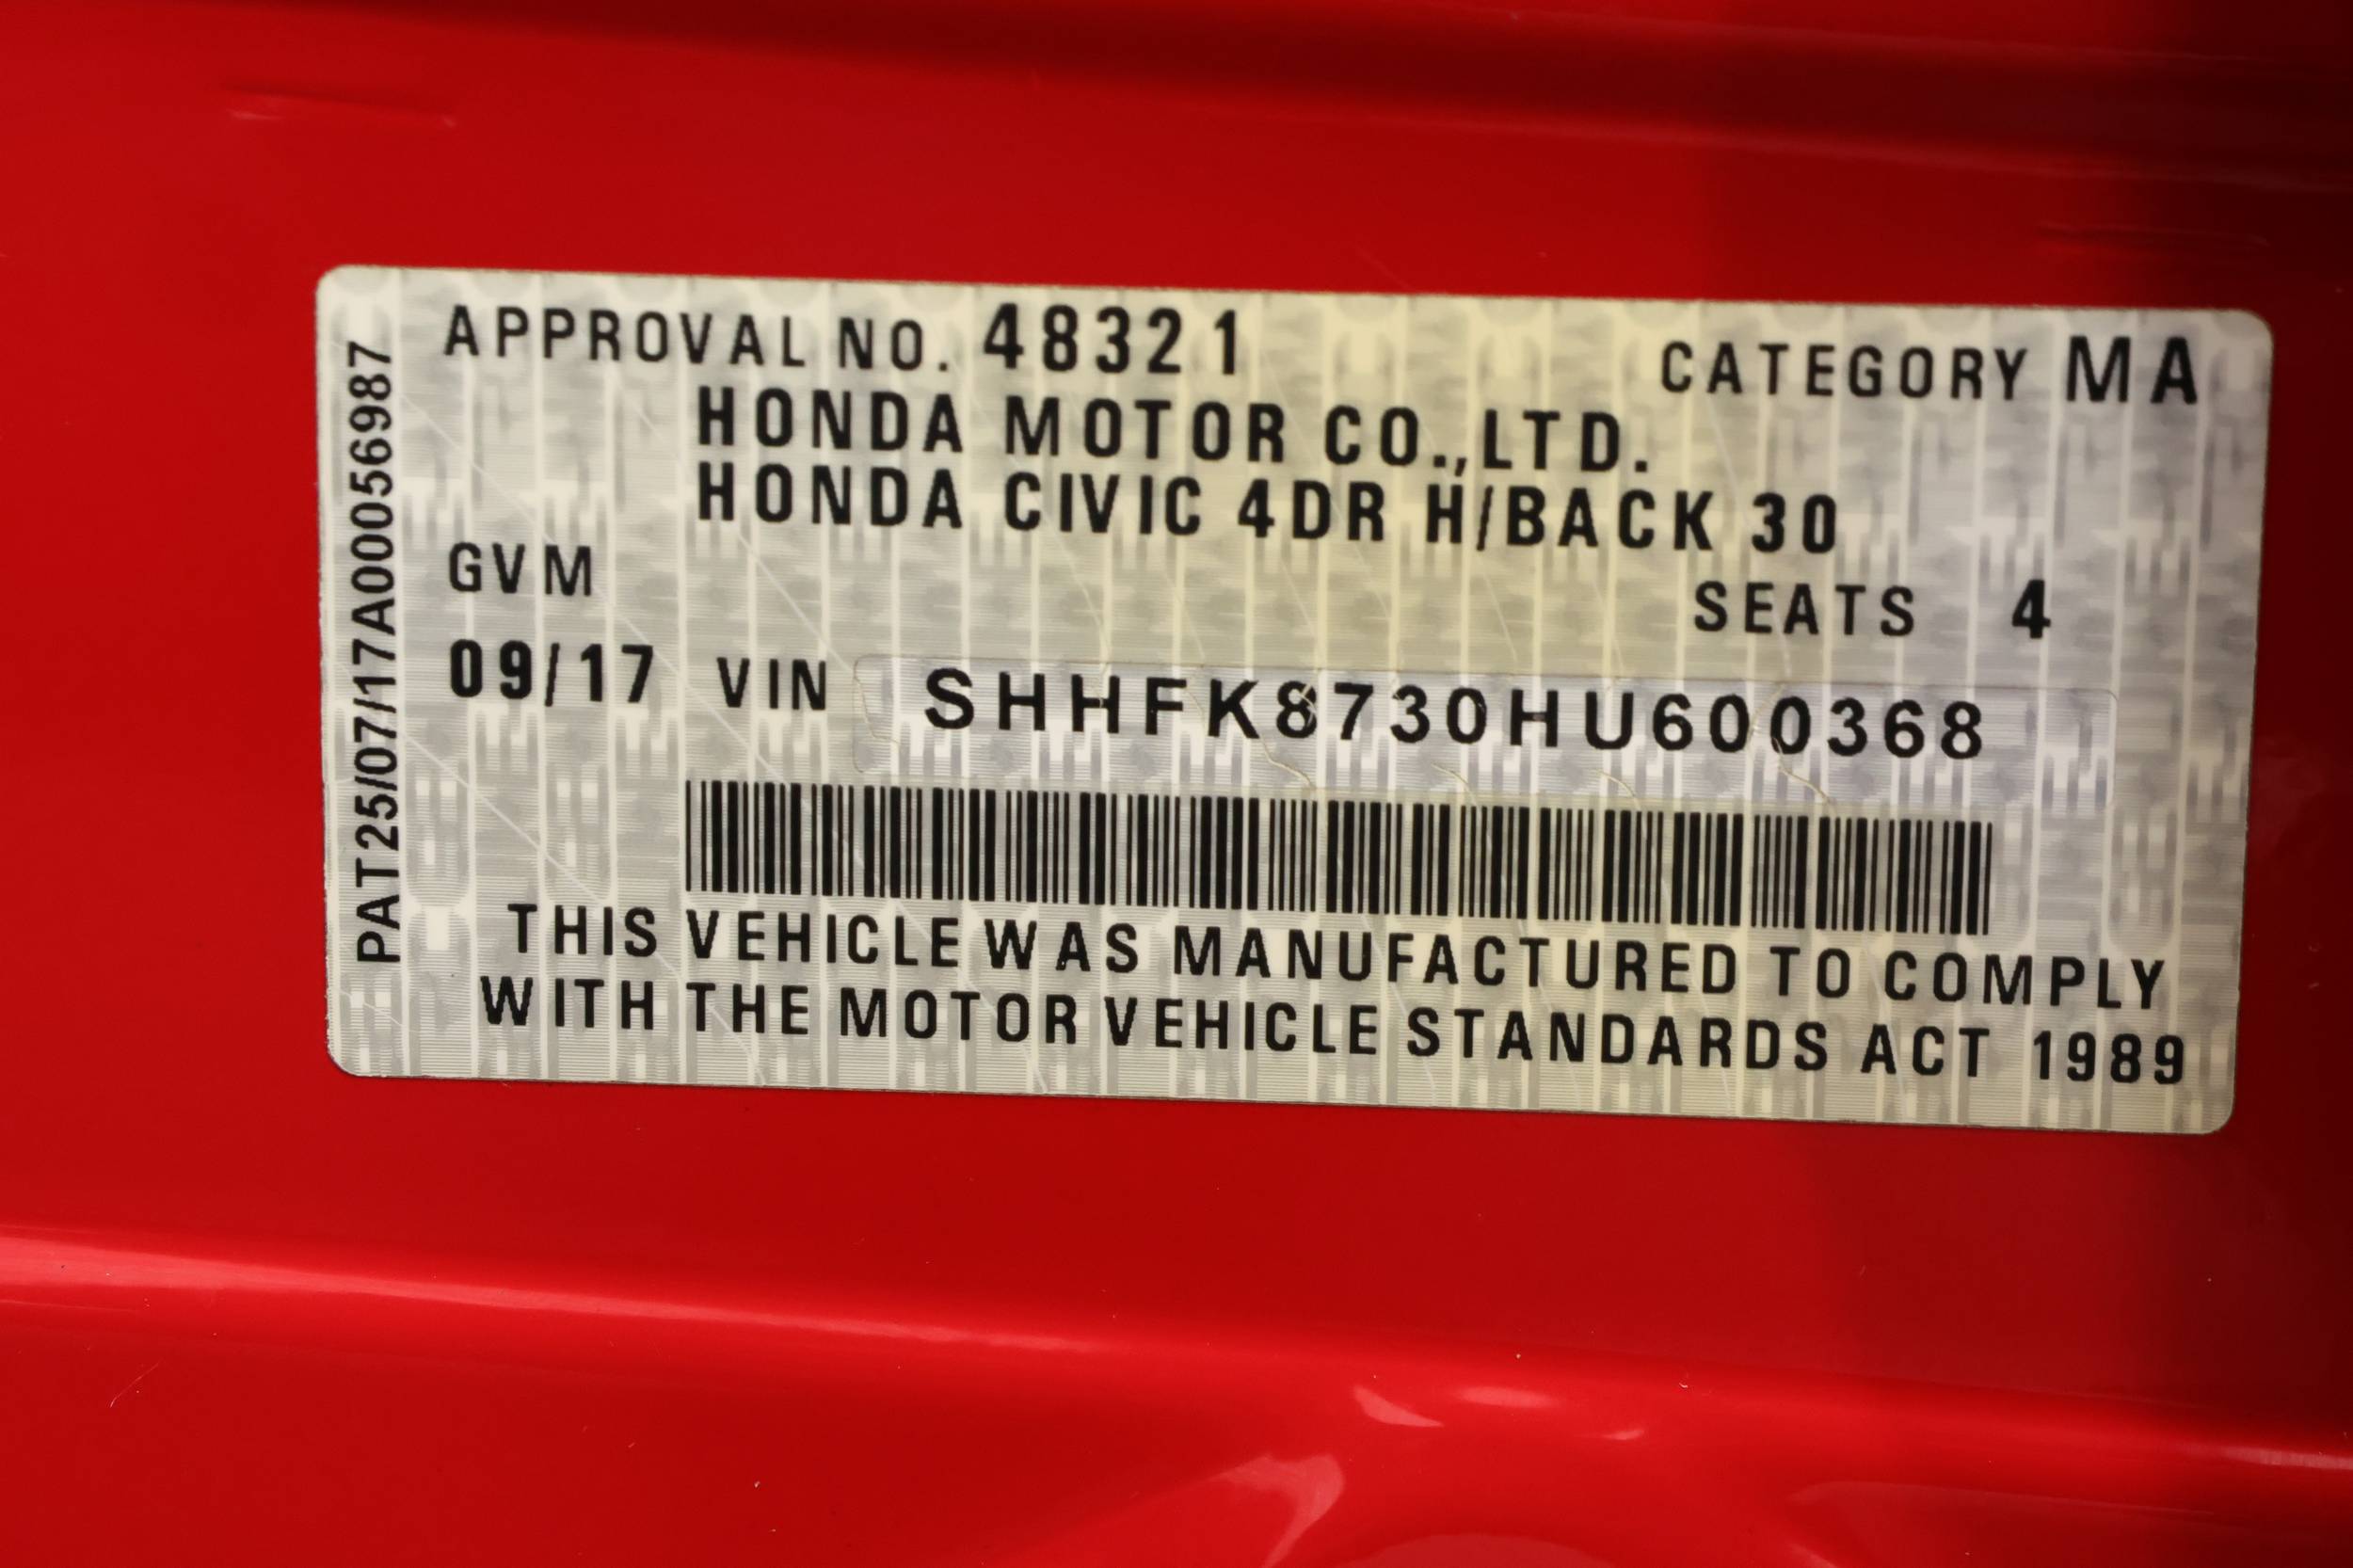 APPROVAL NO. 48321 CATEGORY MA
HONDA MOTOR CO.,LTD.
HONDA CIVIC 4DR H/BACK 30
GVM SEATS 4
09/17 VIN SHHFK8730HU600368
THIS VEHICLE WAS MANUFACTURED TO COMPLY
WITH THE MOTOR VEHICLE STANDARDS ACT 1989
PAT25/07/17A00056987